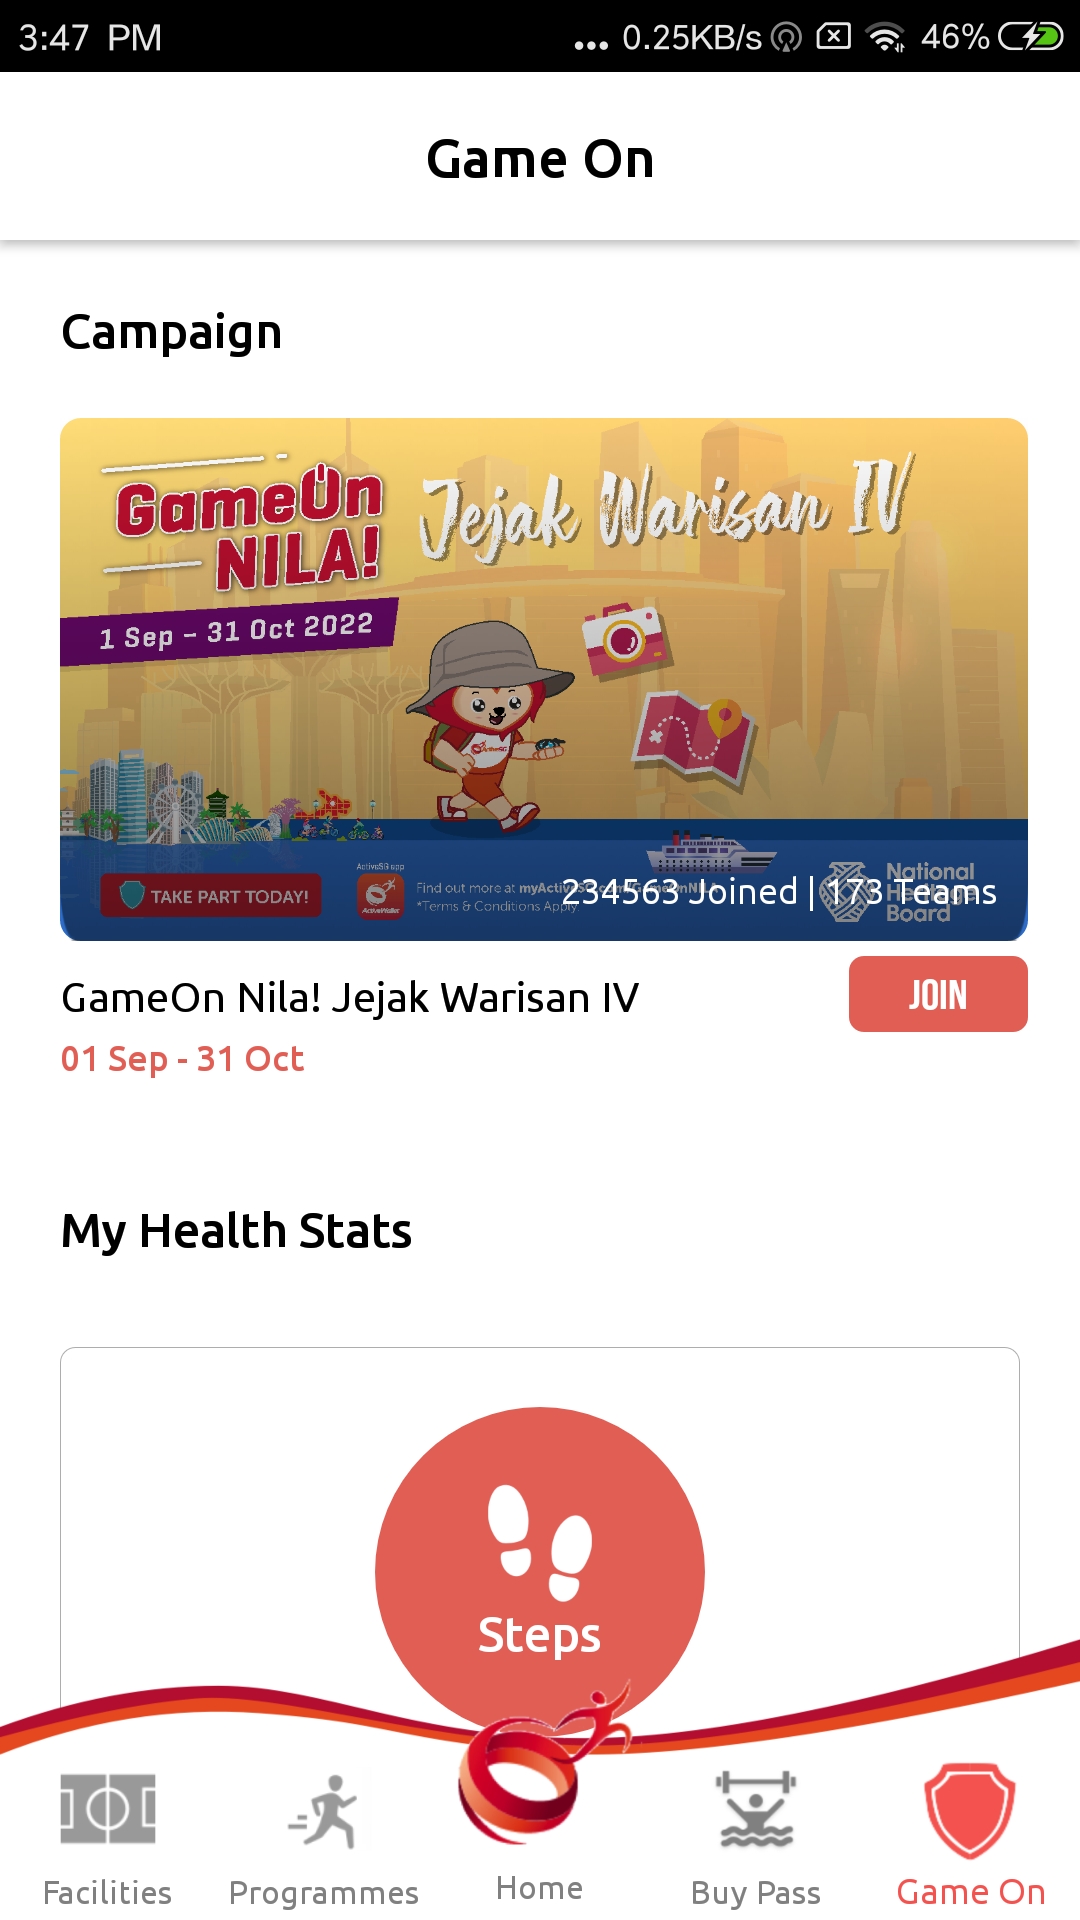 3:47 PM
... 0.25KB/s 46%
Game On
Campaign
GameOn
NILA!
Jejak Warisan IV
1 Sep - 31 Oct 2022
ActiveSG app
TAKE PART TODAY!
ActiveWallet
Find out more at myActiveSG.com/GameOnNILA
*Terms & Conditions Apply.
National
Heritage
Board
234563 Joined | 173 Teams
GameOn Nila! Jejak Warisan IV
JOIN
01 Sep - 31 Oct
My Health Stats
Steps
Facilities
Programmes
Home
Buy Pass
Game On